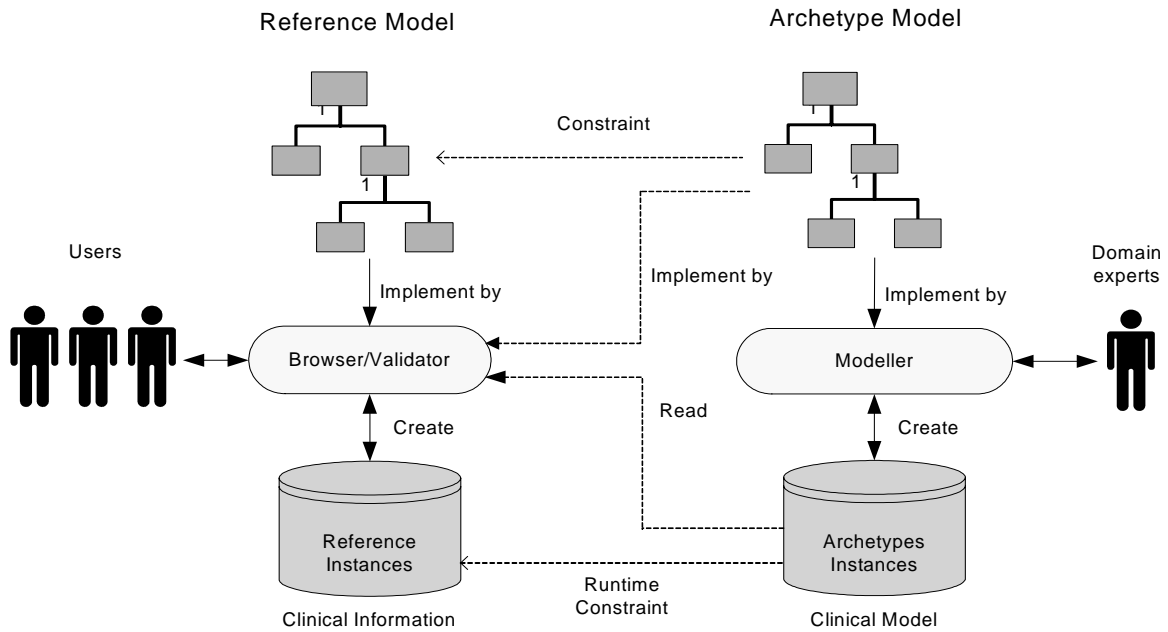 Reference Model
Archetype Model
1
1
Constraint
1
1
Users
Implement by
Implement by
Implement by
Domain
experts
Browser/Validator
Modeller
Create
Read
Create
Reference
Instances
Archetypes
Instances
Runtime
Constraint
Clinical Information
Clinical Model